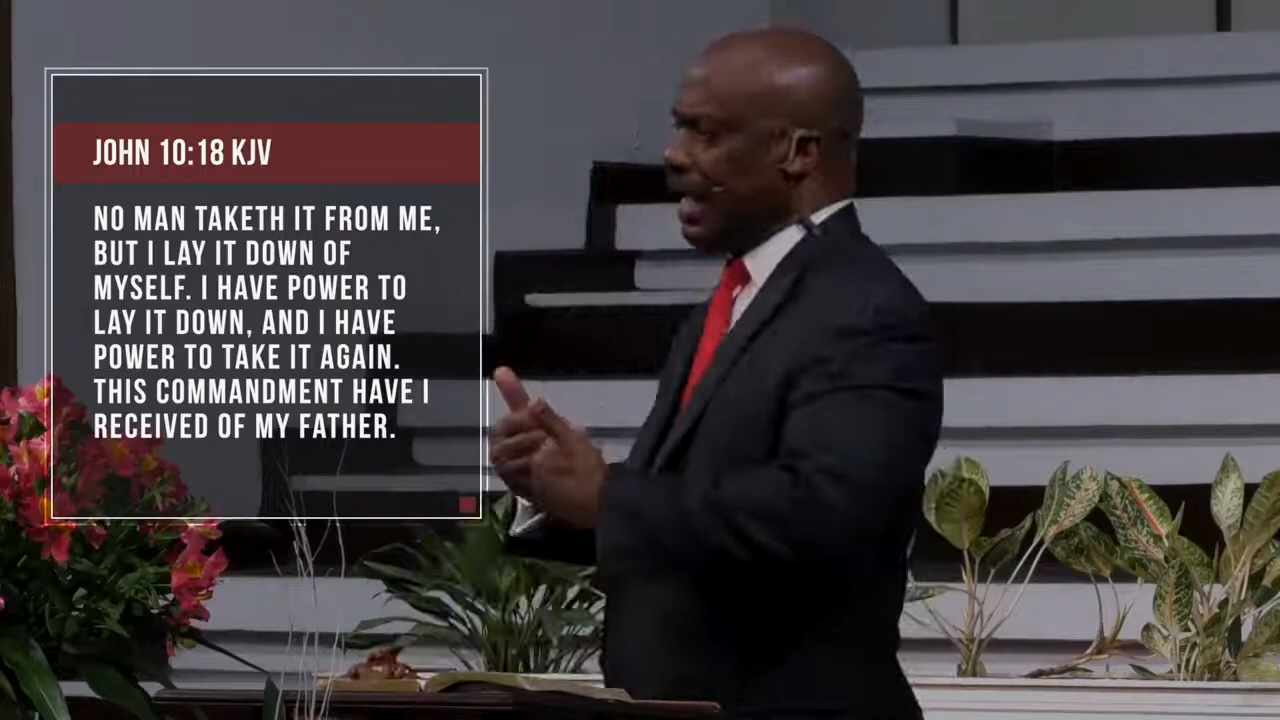 JOHN 10:18 KJV
NO MAN TAKETH IT FROM ME,
BUT I LAY IT DOWN OF
MYSELF. I HAVE POWER TO
LAY IT DOWN, AND I HAVE
POWER TO TAKE IT AGAIN.
THIS COMMANDMENT HAVE I
RECEIVED OF MY FATHER.